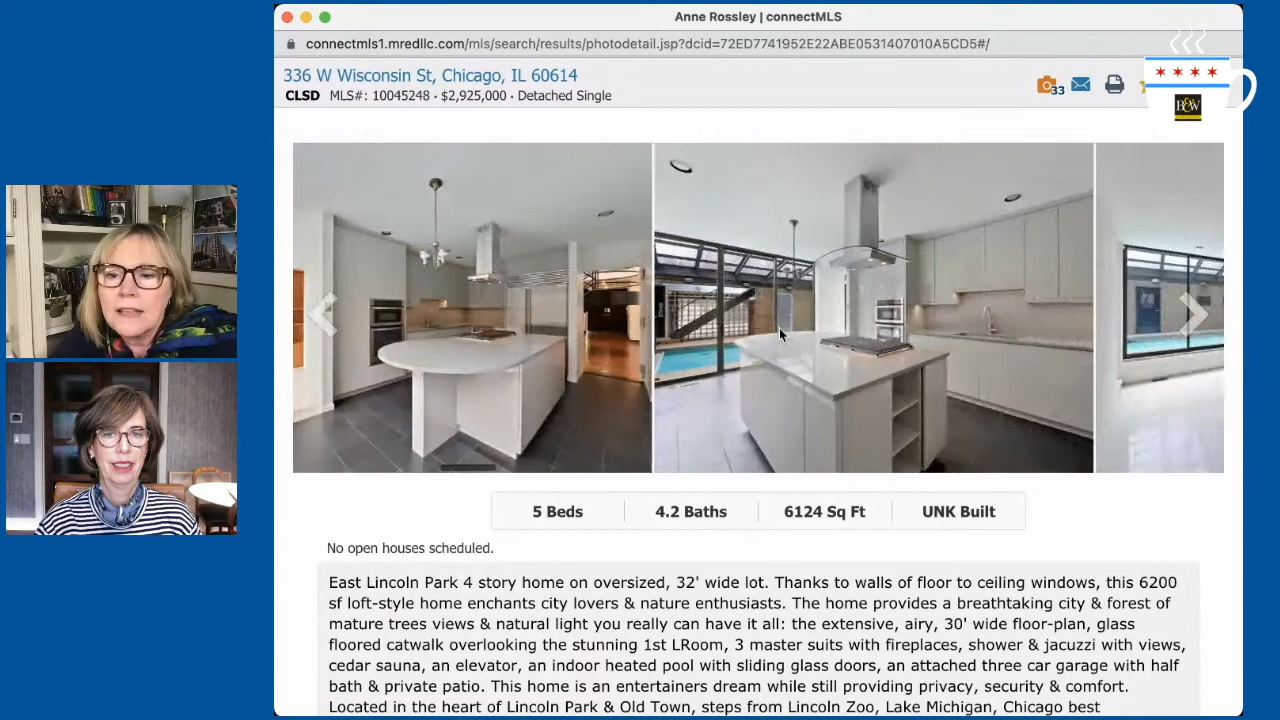 Anne Rossley | connectMLS
connectmls1.mredllc.com/mls/search/results/photodetail.jsp?dcid=72ED7741952E22ABE0531407010A5CD5#/
336 W Wisconsin St, Chicago, IL 60614
CLSD MLS#: 10045248 · $2,925,000 · Detached Single
33
B&W
5 Beds
4.2 Baths
6124 Sq Ft
UNK Built
No open houses scheduled.
East Lincoln Park 4 story home on oversized, 32' wide lot. Thanks to walls of floor to ceiling windows, this 6200
sf loft-style home enchants city lovers & nature enthusiasts. The home provides a breathtaking city & forest of
mature trees views & natural light you really can have it all: the extensive, airy, 30' wide floor-plan, glass
floored catwalk overlooking the stunning 1st LRoom, 3 master suits with fireplaces, shower & jacuzzi with views,
cedar sauna, an elevator, an indoor heated pool with sliding glass doors, an attached three car garage with half
bath & private patio. This home is an entertainers dream while still providing privacy, security & comfort.
Located in the heart of Lincoln Park & Old Town, steps from Lincoln Zoo, Lake Michigan, Chicago best